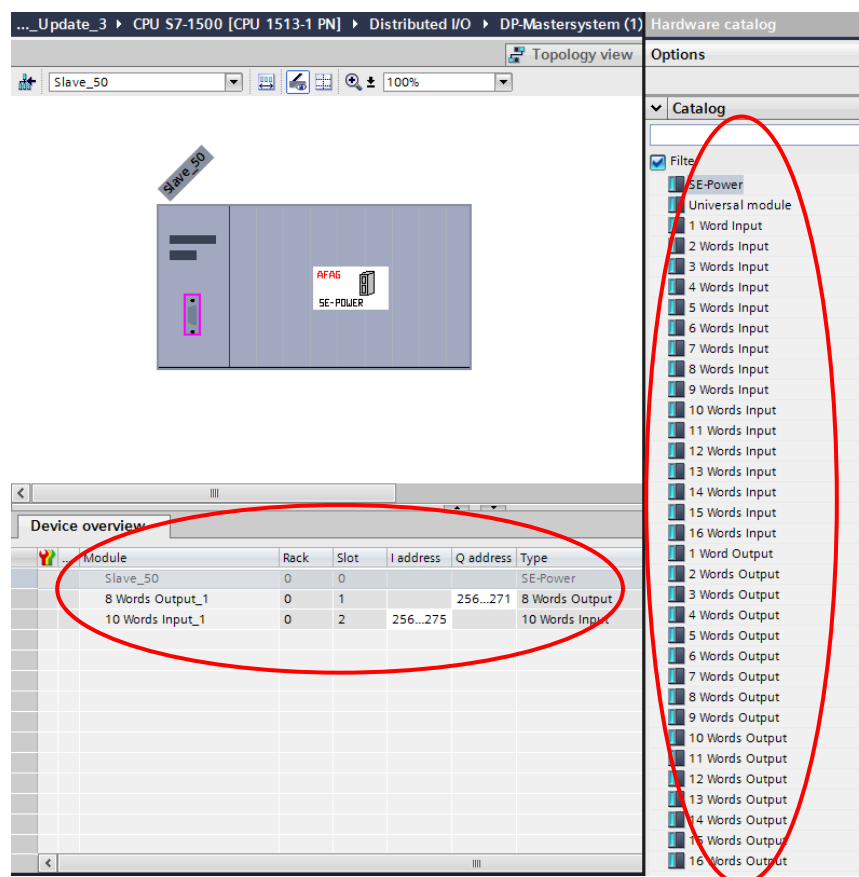 ..._Update_3 ▸ CPU S7-1500 [CPU 1513-1 PN] ▸ Distributed I/O ▸ DP-Mastersystem (1)
Topology view
Slave_50
100%
Slave_50
AFAG
SE-POWER
Device overview
... Module Rack Slot I address Q address Type
Slave_50 0 0 SE-Power
8 Words Output_1 0 1 256...271 8 Words Output
10 Words Input_1 0 2 256...275 10 Words Input
Hardware catalog
Options
Catalog
Filter
SE-Power
Universal module
1 Word Input
2 Words Input
3 Words Input
4 Words Input
5 Words Input
6 Words Input
7 Words Input
8 Words Input
9 Words Input
10 Words Input
11 Words Input
12 Words Input
13 Words Input
14 Words Input
15 Words Input
16 Words Input
1 Word Output
2 Words Output
3 Words Output
4 Words Output
5 Words Output
6 Words Output
7 Words Output
8 Words Output
9 Words Output
10 Words Output
11 Words Output
12 Words Output
13 Words Output
14 Words Output
15 Words Output
16 Words Output